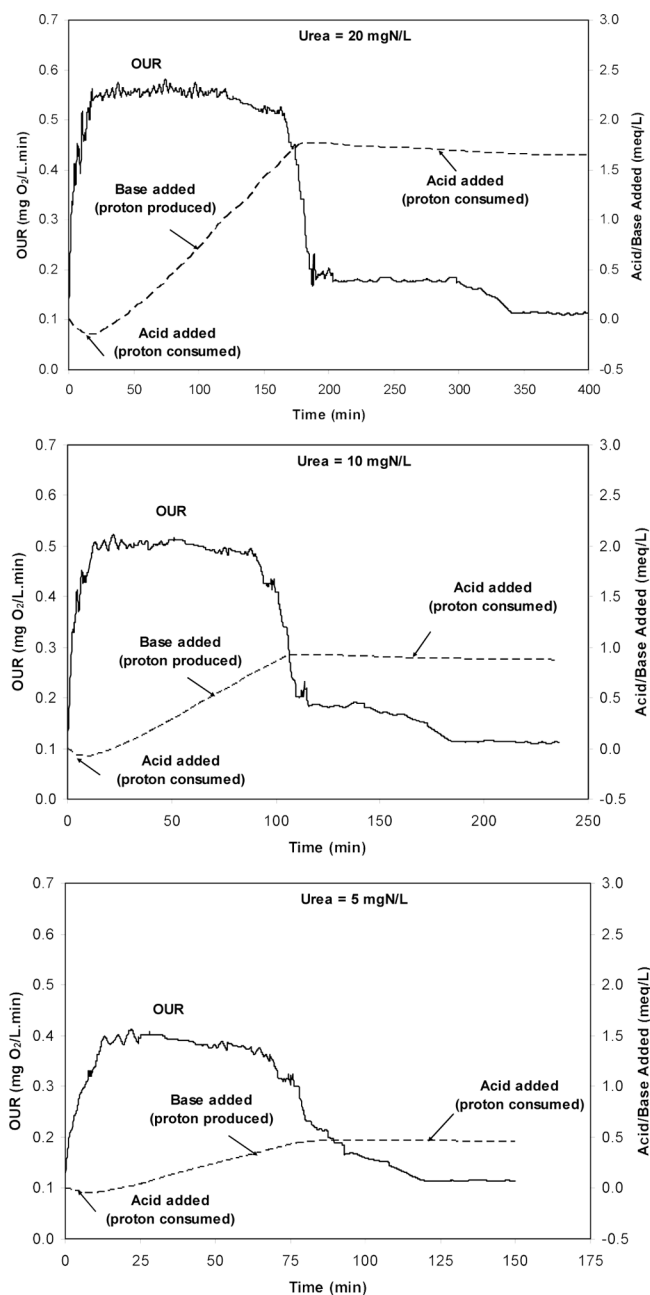 Urea = 20 mgN/L
OUR
Base added
(proton produced)
Acid added
(proton consumed)
Acid added
(proton consumed)
OUR (mg O₂/L.min)
0.7
0.6
0.5
0.4
0.3
0.2
0.1
0.0
3.0
2.5
2.0
1.5
1.0
0.5
0.0
-0.5
Acid/Base Added (meq/L)
0 50 100 150 200 250 300 350 400
Time (min)
Urea = 10 mgN/L
OUR
Acid added
(proton consumed)
Base added
(proton produced)
Acid added
(proton consumed)
OUR (mg O₂/L.min)
0.7
0.6
0.5
0.4
0.3
0.2
0.1
0.0
3.0
2.5
2.0
1.5
1.0
0.5
0.0
-0.5
Acid/Base Added (meq/L)
0 50 100 150 200 250
Time (min)
Urea = 5 mgN/L
OUR
Base added
(proton produced)
Acid added
(proton consumed)
Acid added
(proton consumed)
OUR (mg O₂/L.min)
0.7
0.6
0.5
0.4
0.3
0.2
0.1
0.0
3.0
2.5
2.0
1.5
1.0
0.5
0.0
-0.5
Acid/Base Added (meq/L)
0 25 50 75 100 125 150 175
Time (min)